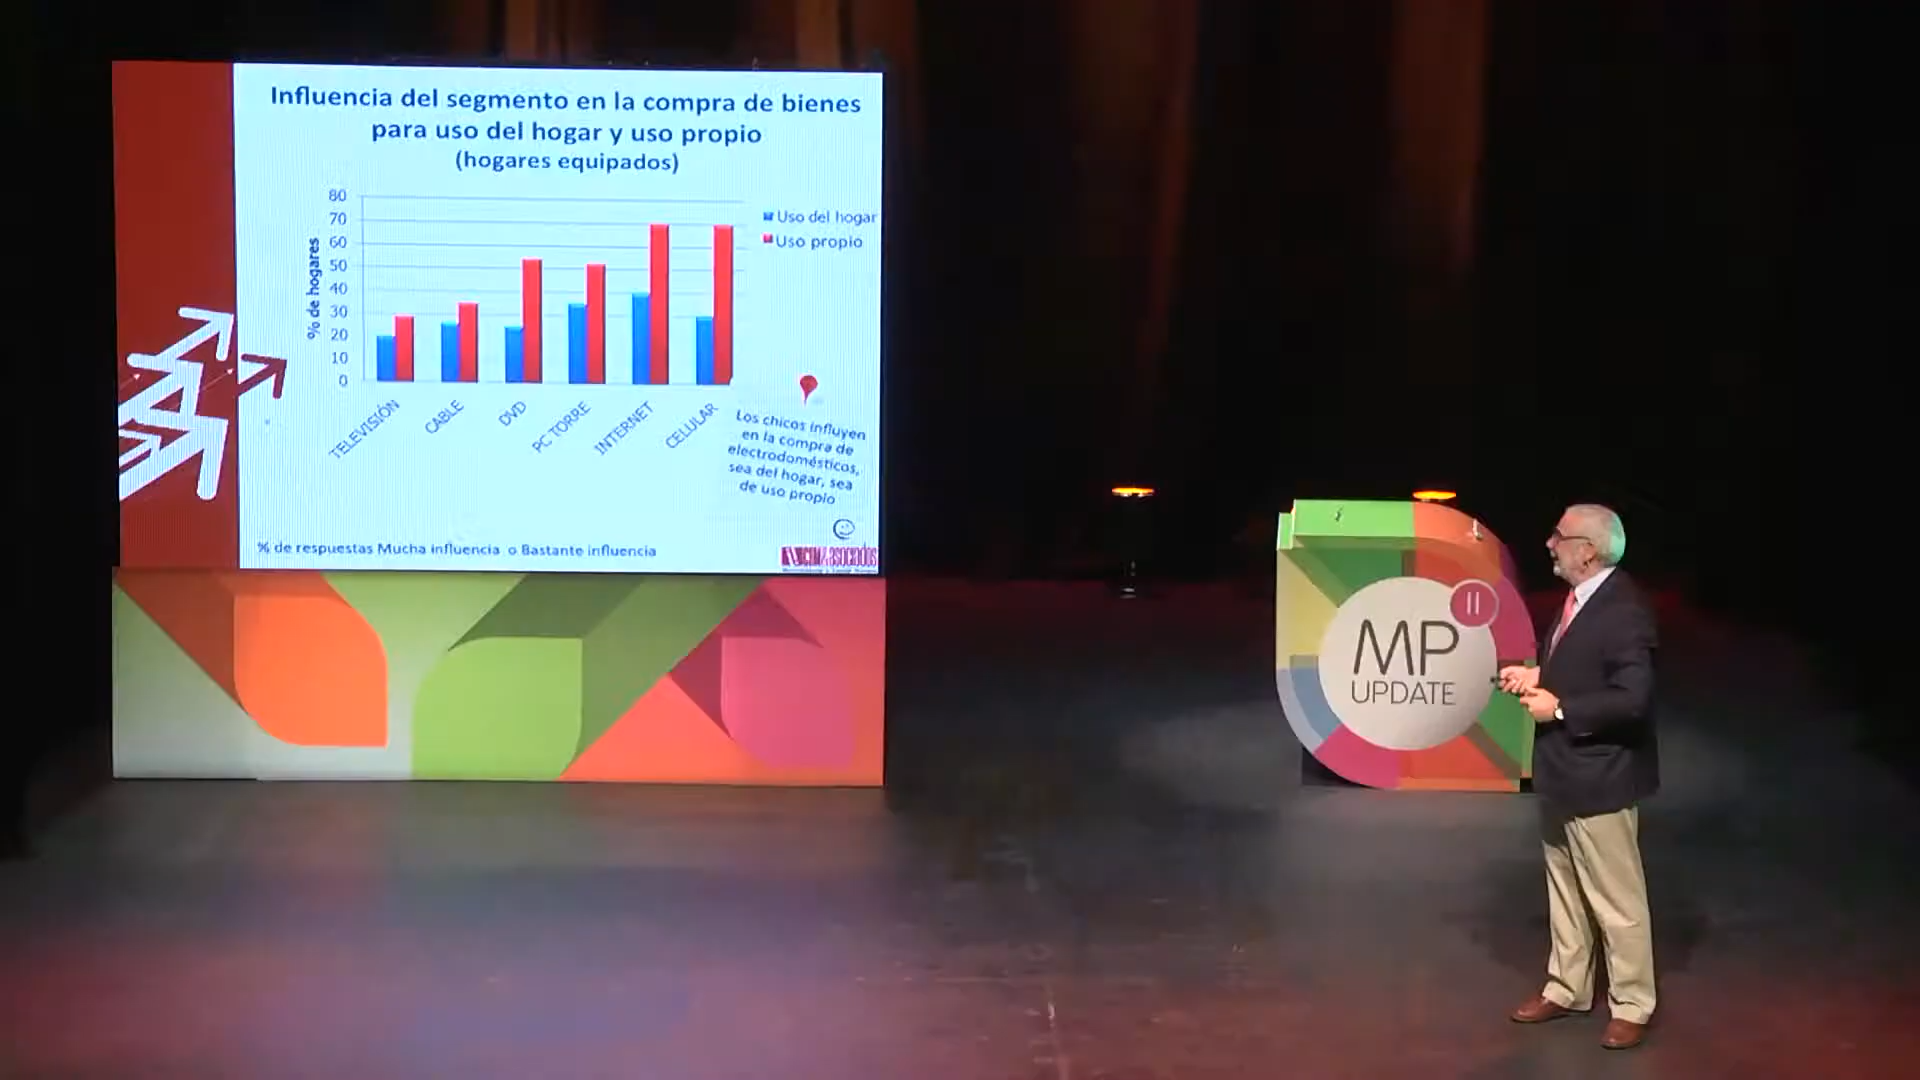 Influencia del segmento en la compra de bienes
para uso del hogar y uso propio
(hogares equipados)
80
70
60
50
40
30
20
10
0
% de hogares
Uso del hogar
Uso propio
TELEVISIÓN
CABLE
DVD
PC TORRE
INTERNET
CELULAR
Los chicos influyen
en la compra de
electrodomésticos,
sea del hogar, sea
de uso propio
% de respuestas Mucha influencia o Bastante influencia
& asociados
II
MP
UPDATE